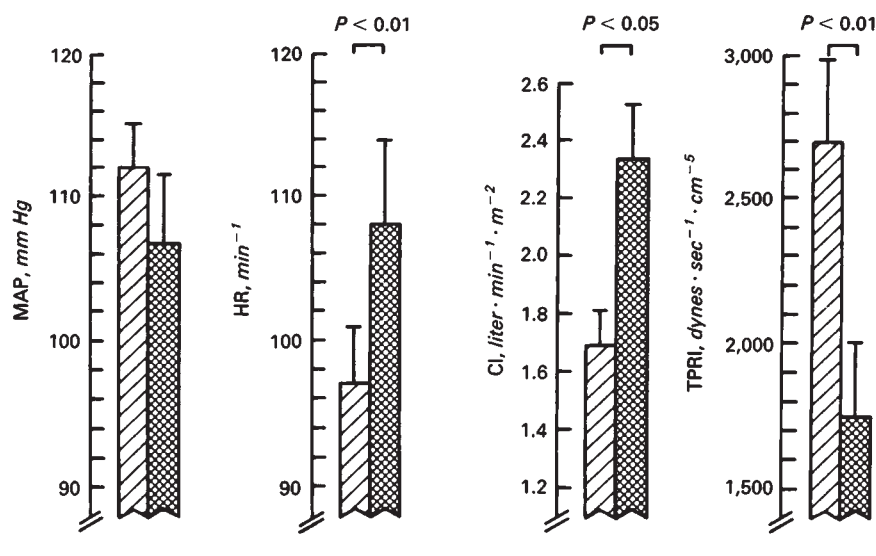 P < 0.01
P < 0.05
P < 0.01
MAP, mm Hg
120
110
100
90
HR, min⁻¹
120
110
100
90
CI, liter · min⁻¹ · m⁻²
2.6
2.4
2.2
2.0
1.8
1.6
1.4
1.2
TPRI, dynes · sec⁻¹ · cm⁻⁵
3,000
2,500
2,000
1,500